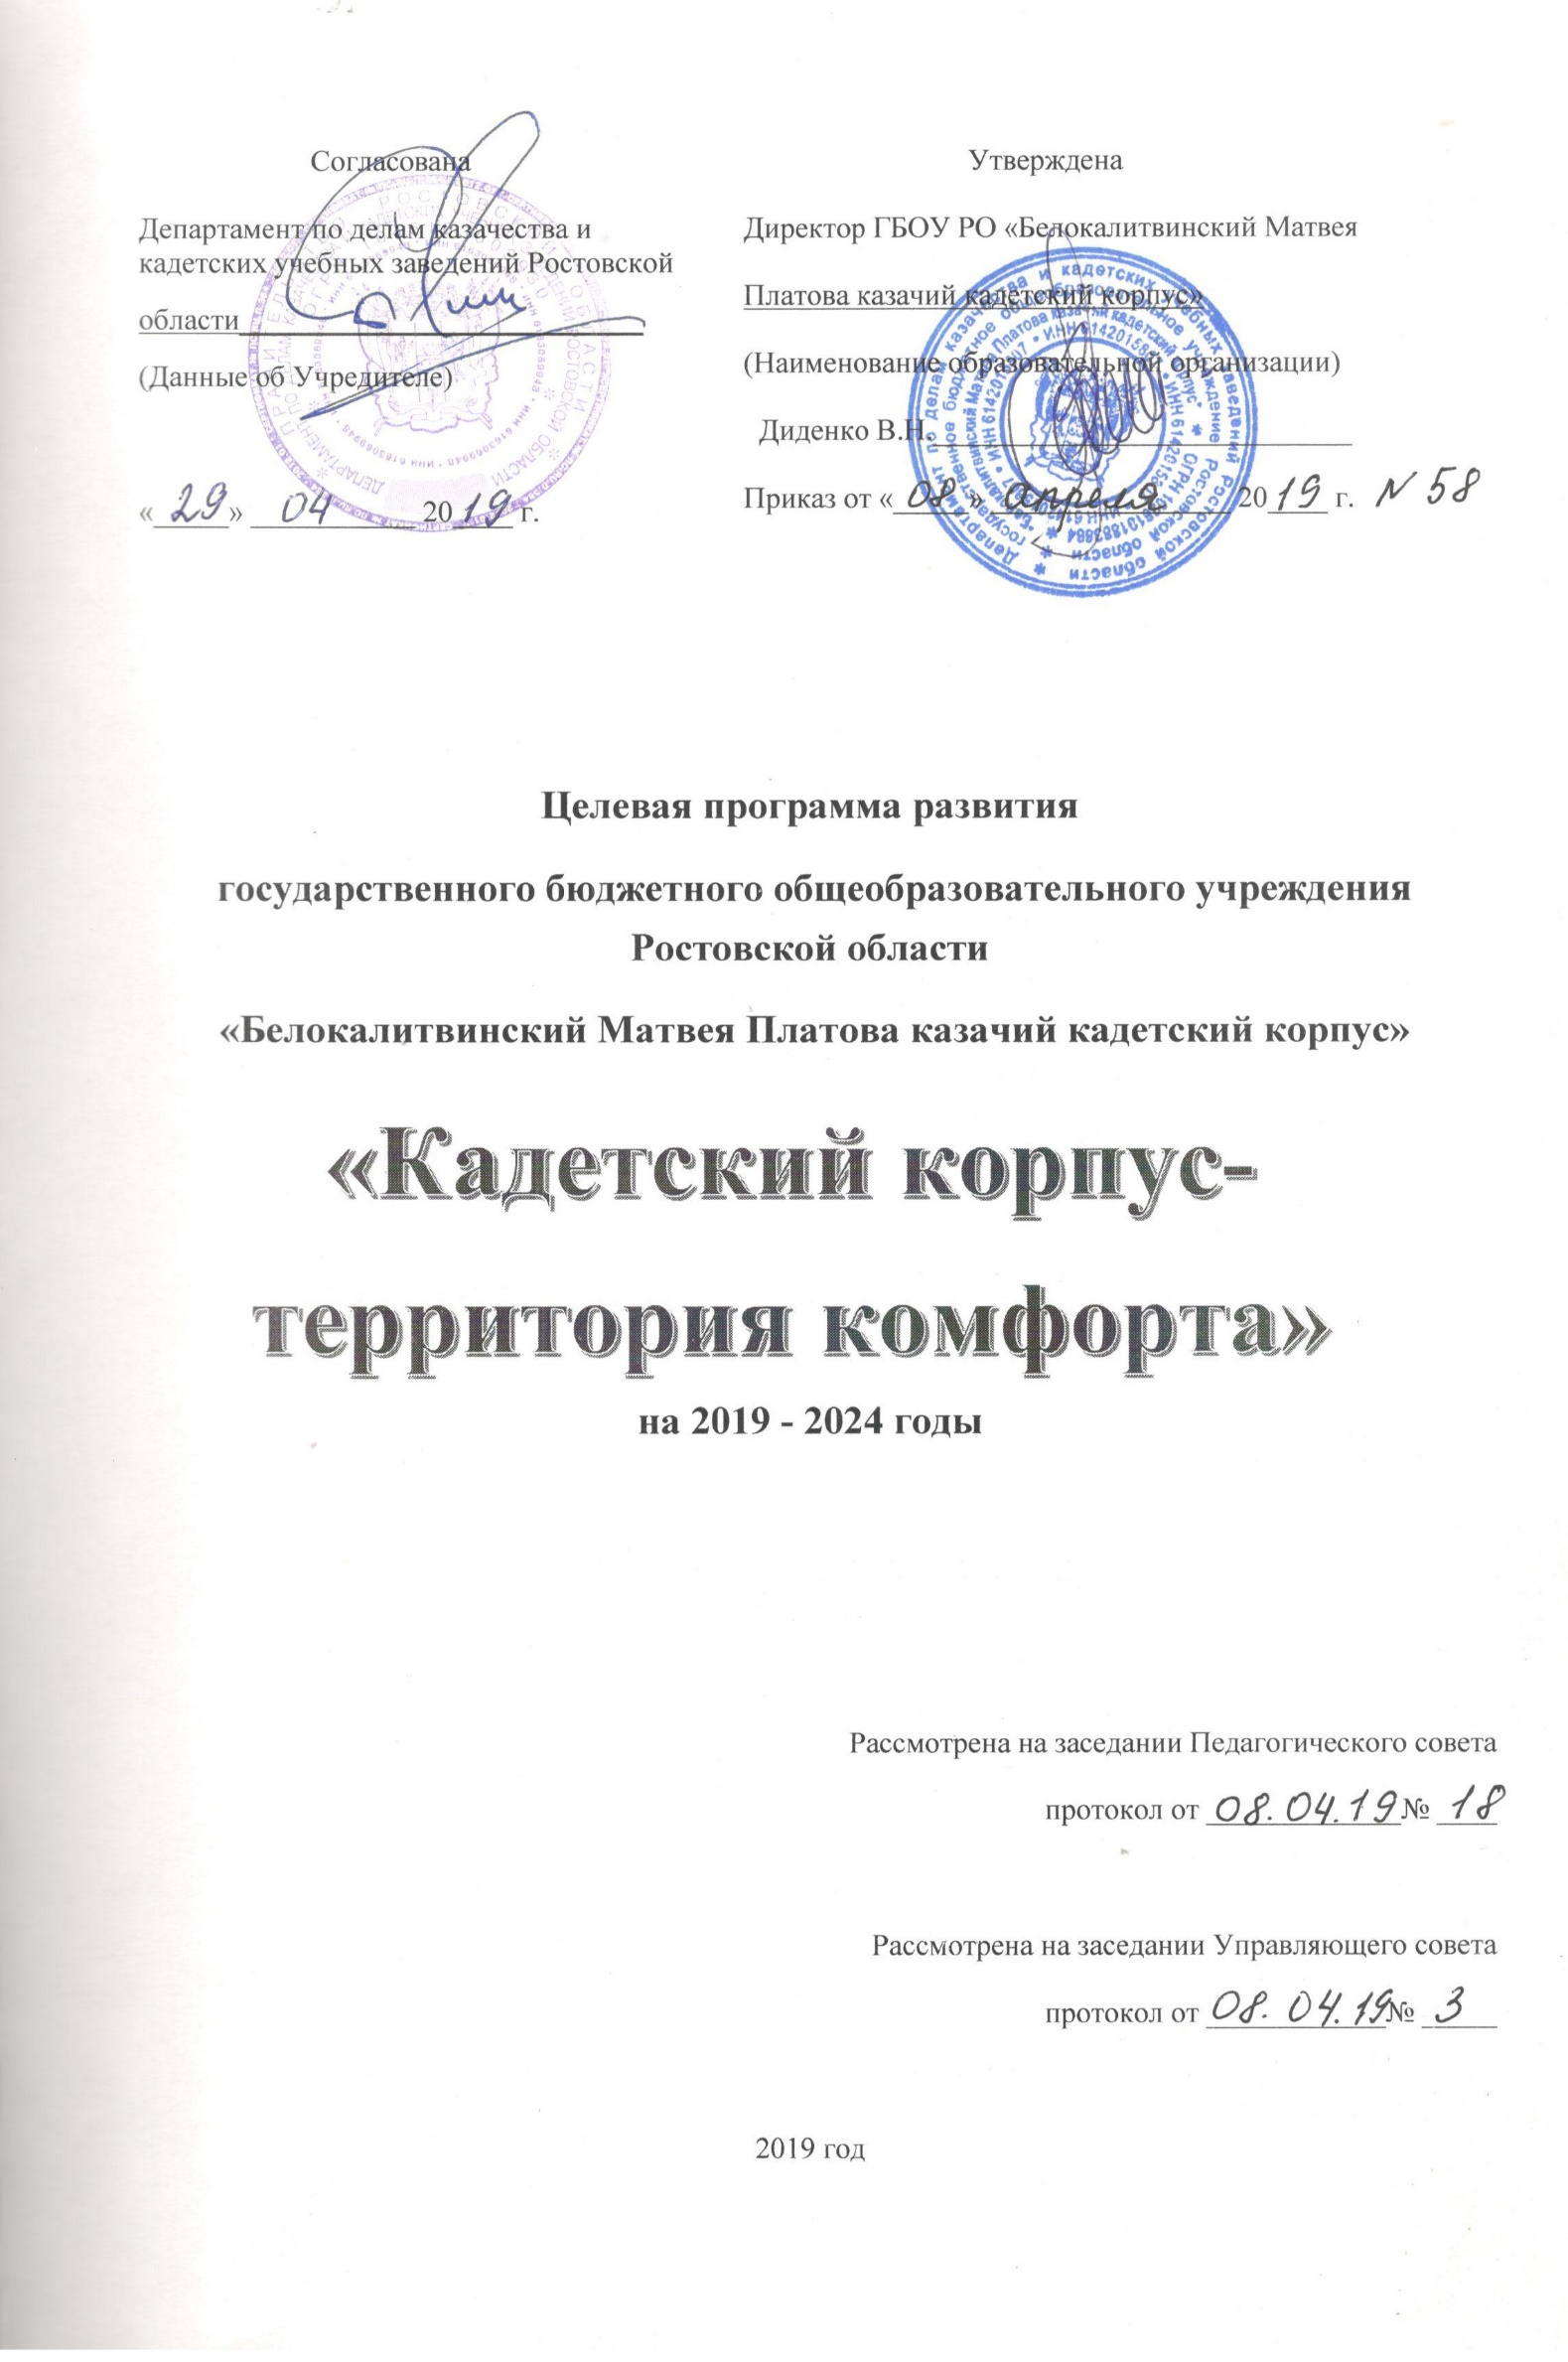 Согласована
Департамент по делам казачества и
кадетских учебных заведений Ростовской
области
(Данные об Учредителе)
«29» 04 2019 г.
Утверждена
Директор ГБОУ РО «Белокалитвинский Матвея
Платова казачий кадетский корпус»
(Наименование образовательной организации)
Диденко В.Н.
Приказ от «08» апреля 2019 г. N 58
Целевая программа развития
государственного бюджетного общеобразовательного учреждения
Ростовской области
«Белокалитвинский Матвея Платова казачий кадетский корпус»
«Кадетский корпус-
территория комфорта»
на 2019 - 2024 годы
Рассмотрена на заседании Педагогического совета
протокол от 08.04.19 № 18
Рассмотрена на заседании Управляющего совета
протокол от 08.04.19 № 3
2019 год